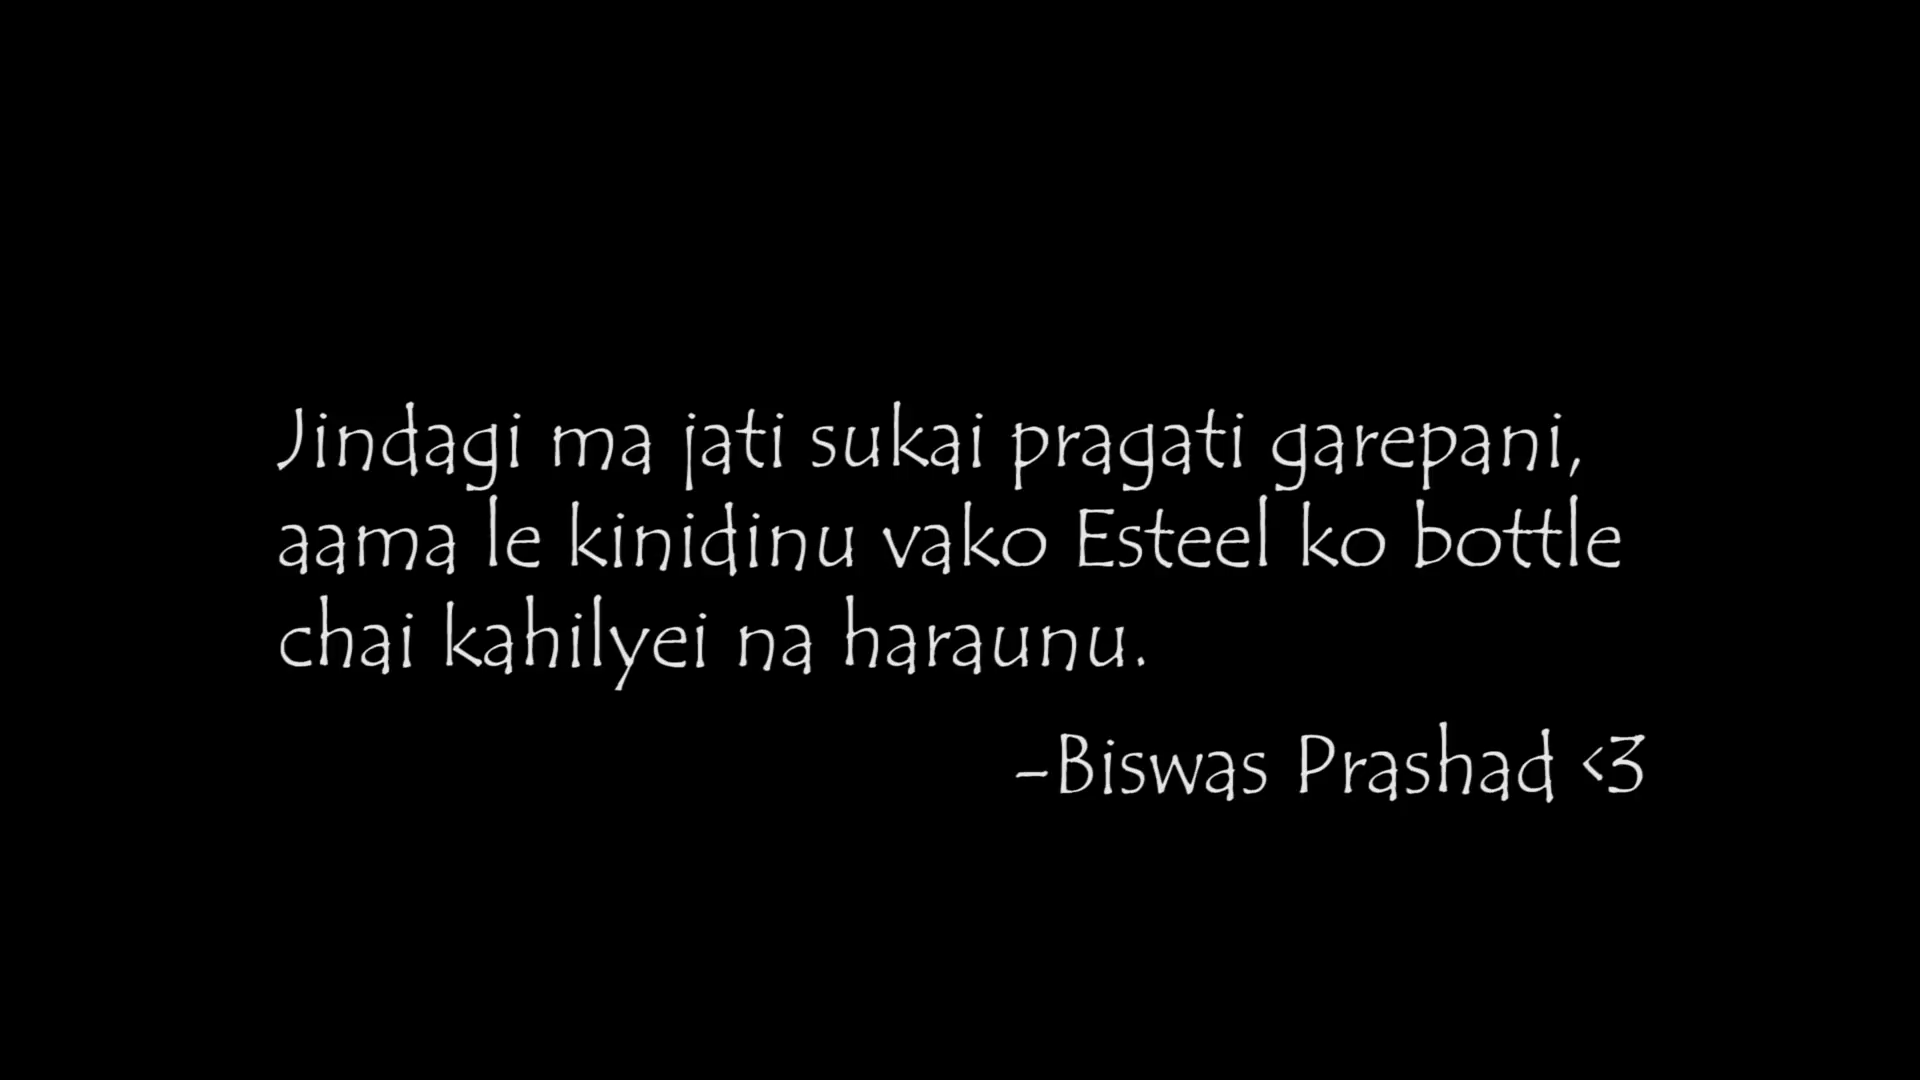 Jindagi ma jati sukai pragati garepani,
aama le kinidinu vako Esteel ko bottle
chai kahilyei na haraunu.
-Biswas Prashad <3